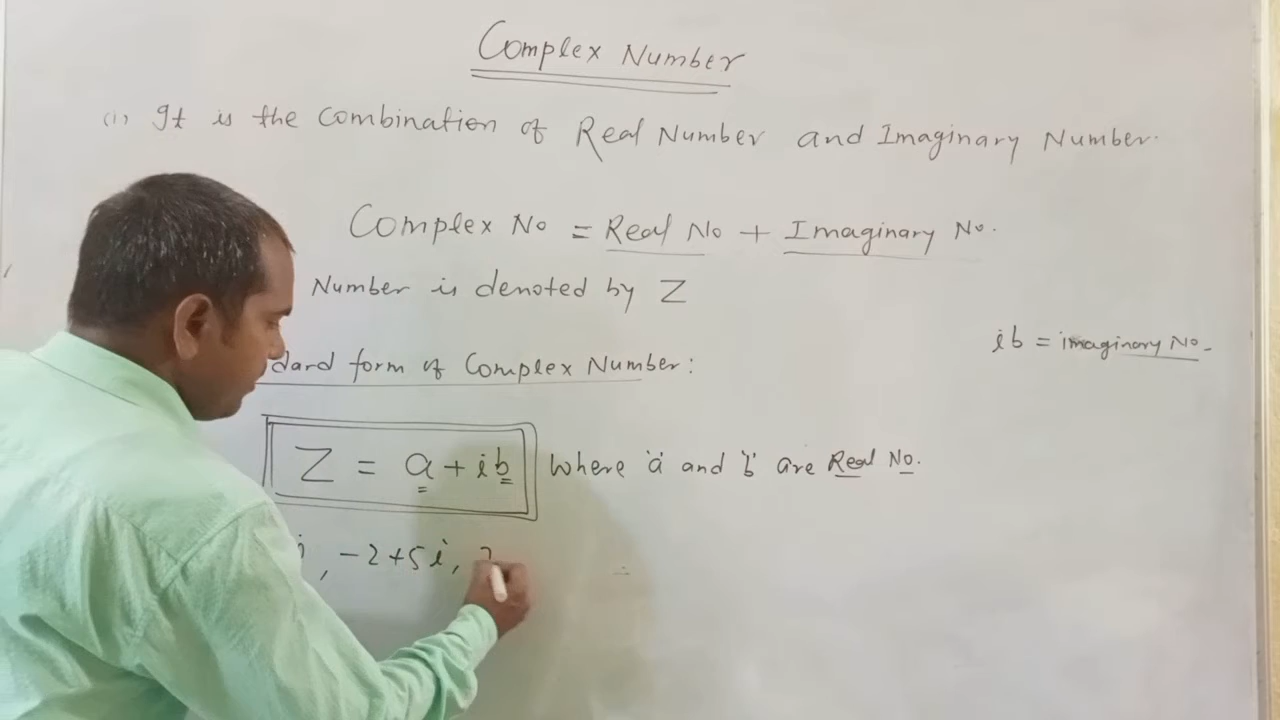 Complex Number
(1) It is the Combination of Real Number and Imaginary Number.
Complex No = Real No + Imaginary No.
Number is denoted by Z
ib = imaginary No.
dard form of Complex Number:
Z = a + ib where 'a' and 'b' are Real No.
i, -2+5i,